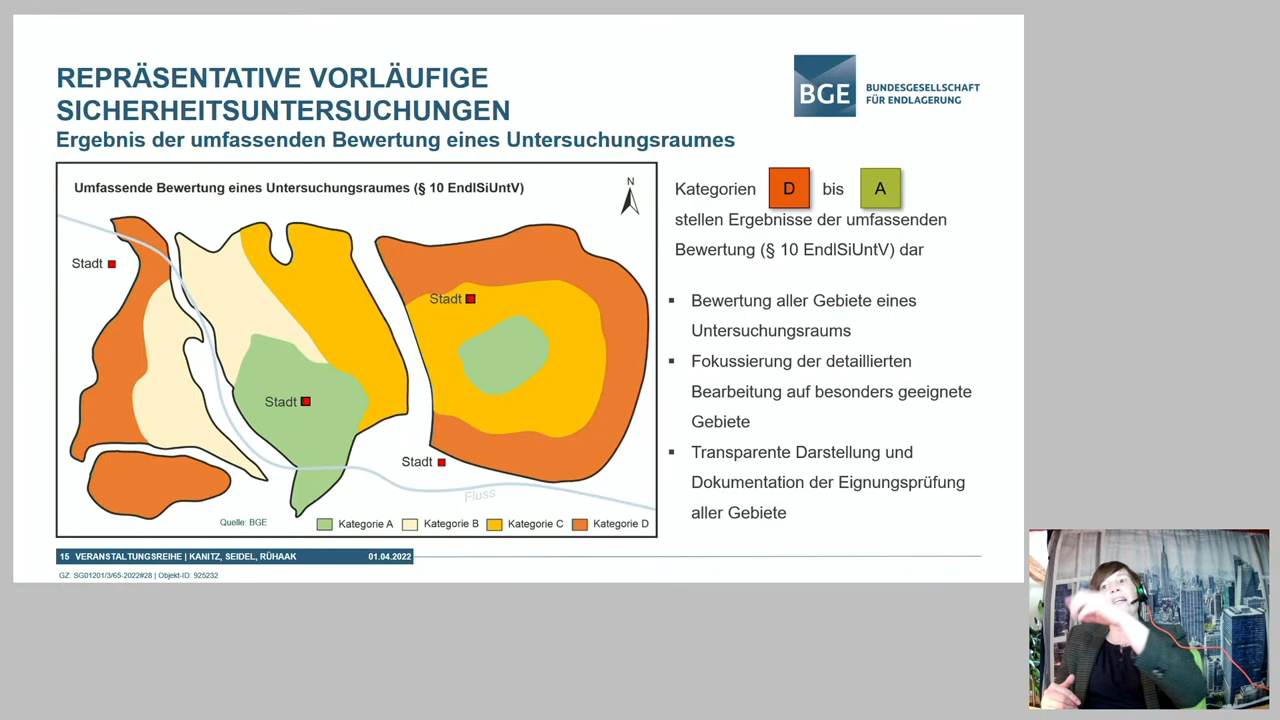 REPRÄSENTATIVE VORLÄUFIGE
SICHERHEITSUNTERSUCHUNGEN
Ergebnis der umfassenden Bewertung eines Untersuchungsraumes
BGE
BUNDESGESELLSCHAFT
FÜR ENDLAGERUNG
Umfassende Bewertung eines Untersuchungsraumes (§ 10 EndlSiUntV)
N
Stadt
Stadt
Stadt
Stadt
Fluss
Quelle: BGE
Kategorie A
Kategorie B
Kategorie C
Kategorie D
Kategorien D bis A
stellen Ergebnisse der umfassenden
Bewertung (§ 10 EndlSiUntV) dar
▪ Bewertung aller Gebiete eines
Untersuchungsraums
▪ Fokussierung der detaillierten
Bearbeitung auf besonders geeignete
Gebiete
▪ Transparente Darstellung und
Dokumentation der Eignungsprüfung
aller Gebiete
15 VERANSTALTUNGSREIHE | KANITZ, SEIDEL, RÜHAAK 01.04.2022
GZ: SG01201/3/65-2022#28 | Objekt-ID: 925232